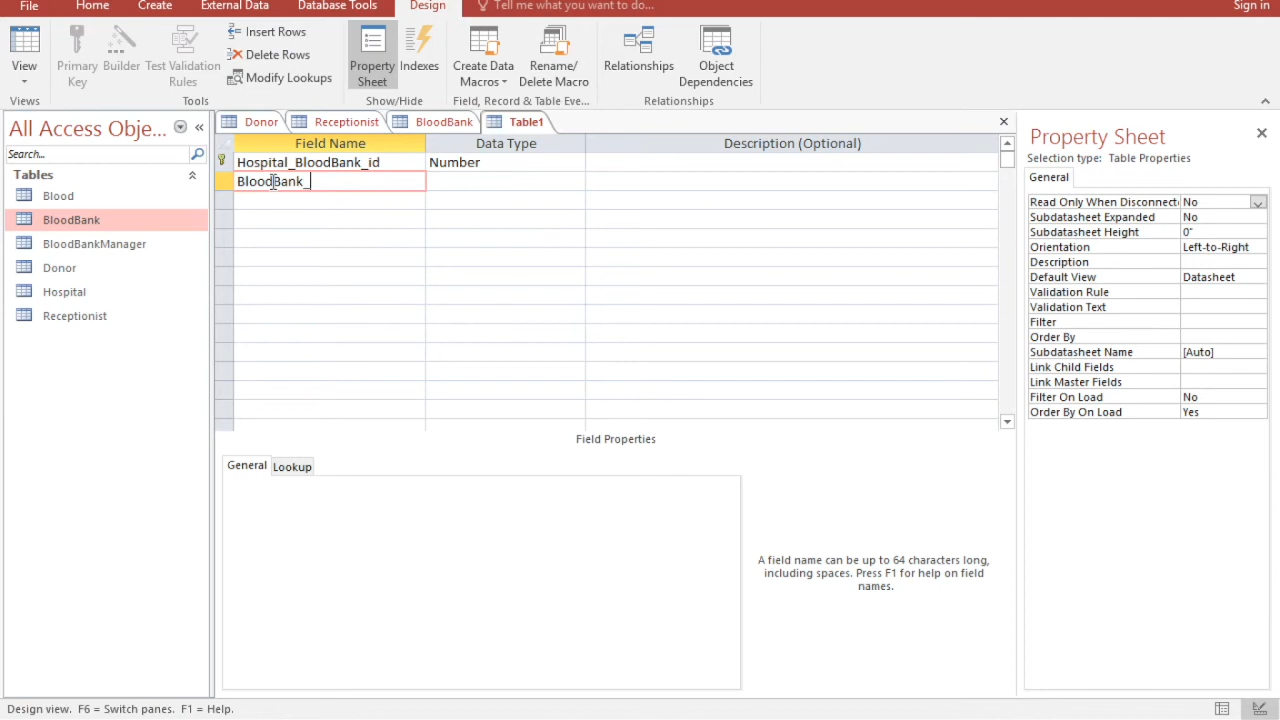 File Home Create External Data Database Tools Design Tell me what you want to do... Sign in
View
Primary Key
Builder
Test Validation Rules
Insert Rows
Delete Rows
Modify Lookups
Property Sheet
Indexes
Create Data Macros
Rename/ Delete Macro
Relationships
Object Dependencies
Views Tools Show/Hide Field, Record & Table Eve... Relationships
All Access Obje...
Search...
Tables
Blood
BloodBank
BloodBankManager
Donor
Hospital
Receptionist
Donor Receptionist BloodBank Table1
Field Name Data Type Description (Optional)
Hospital_BloodBank_id Number
BloodBank_
Field Properties
General Lookup
A field name can be up to 64 characters long,
including spaces. Press F1 for help on field
names.
Property Sheet
Selection type: Table Properties
General
Read Only When Disconnect No
Subdatasheet Expanded No
Subdatasheet Height 0"
Orientation Left-to-Right
Description
Default View Datasheet
Validation Rule
Validation Text
Filter
Order By
Subdatasheet Name [Auto]
Link Child Fields
Link Master Fields
Filter On Load No
Order By On Load Yes
Design view. F6 = Switch panes. F1 = Help.